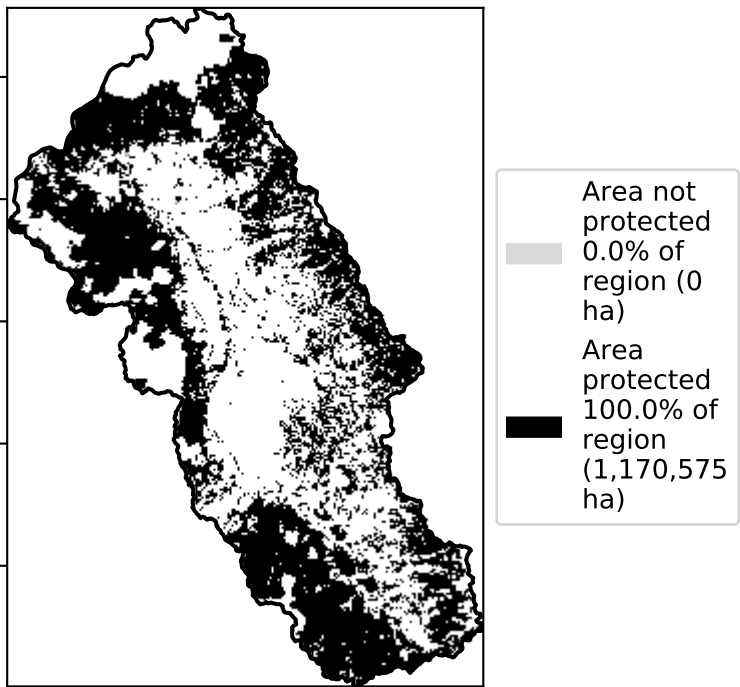 Area not
protected
0.0% of
region (0
ha)
Area
protected
100.0% of
region
(1,170,575
ha)